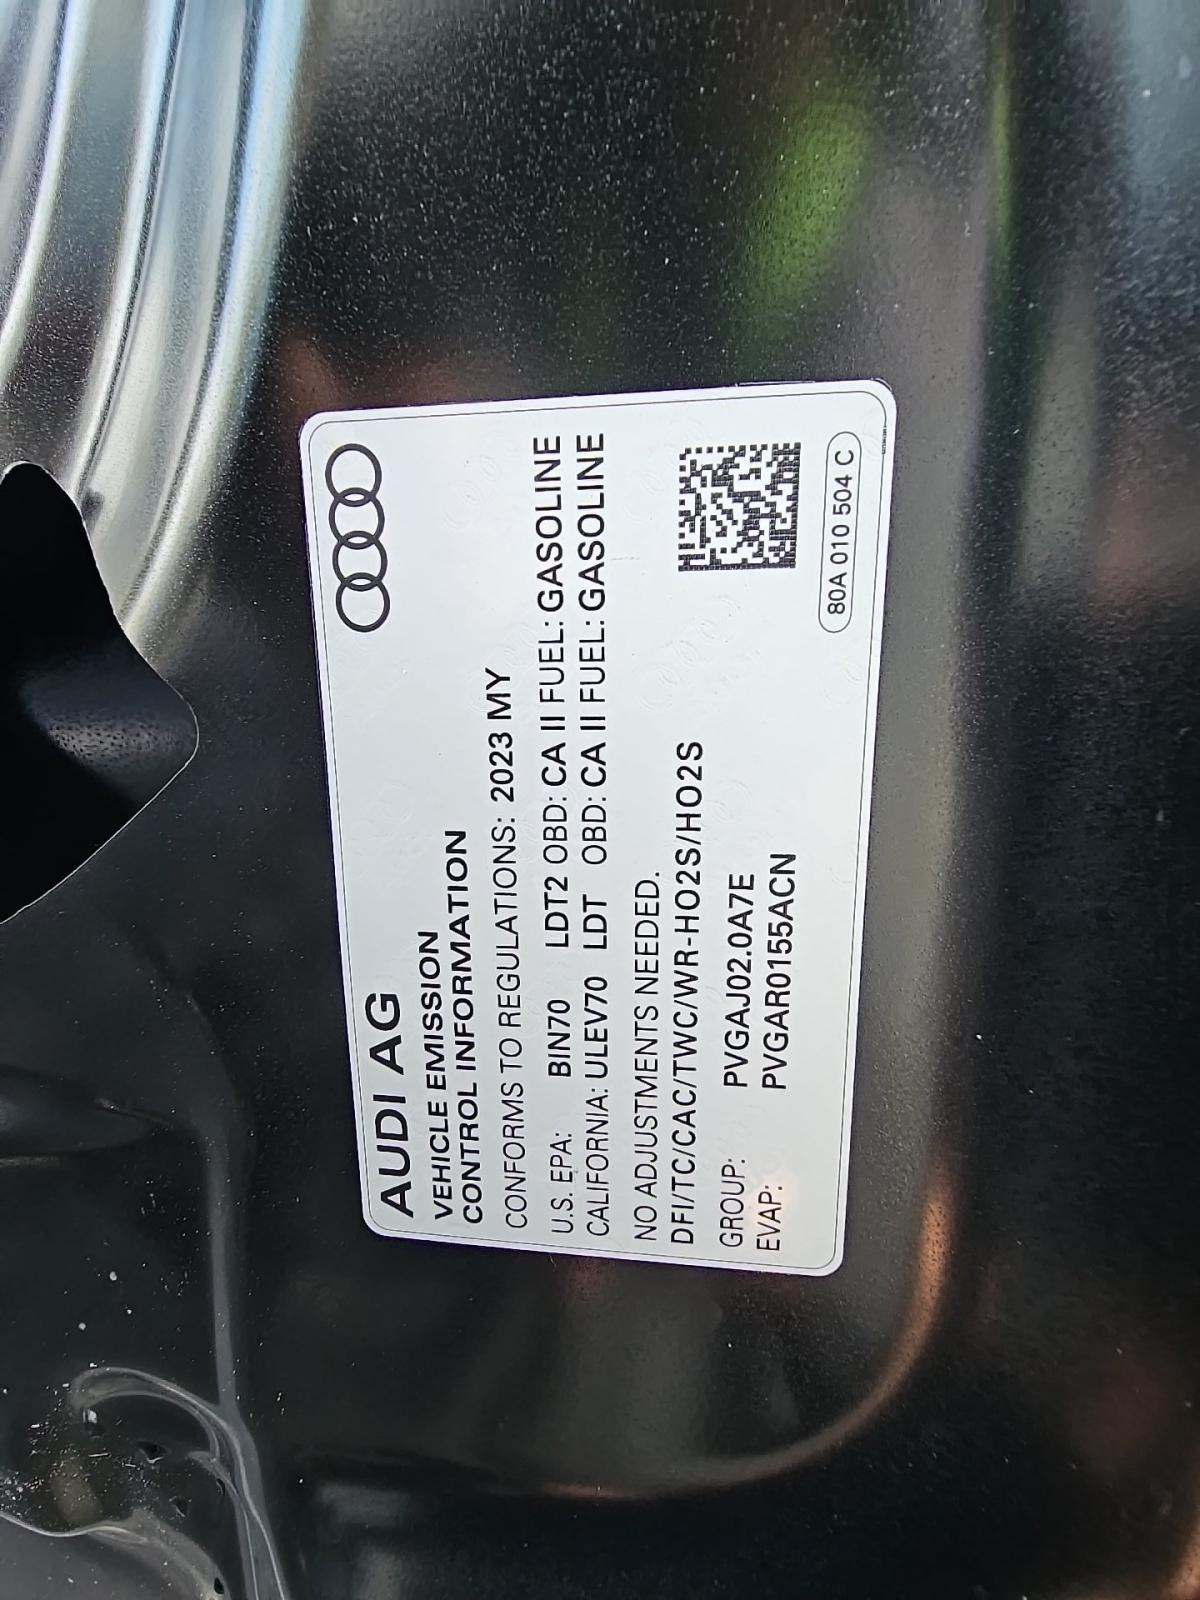 AUDI AG
VEHICLE EMISSION
CONTROL INFORMATION
CONFORMS TO REGULATIONS: 2023 MY
U.S. EPA: BIN70 LDT2 OBD: CA II FUEL: GASOLINE
CALIFORNIA: ULEV70 LDT OBD: CA II FUEL: GASOLINE
NO ADJUSTMENTS NEEDED.
DFI/TC/CAC/TWC/WR-HO2S/HO2S
GROUP: PVGAJ02.0A7E
EVAP: PVGAR0155ACN
80A 010 504 C